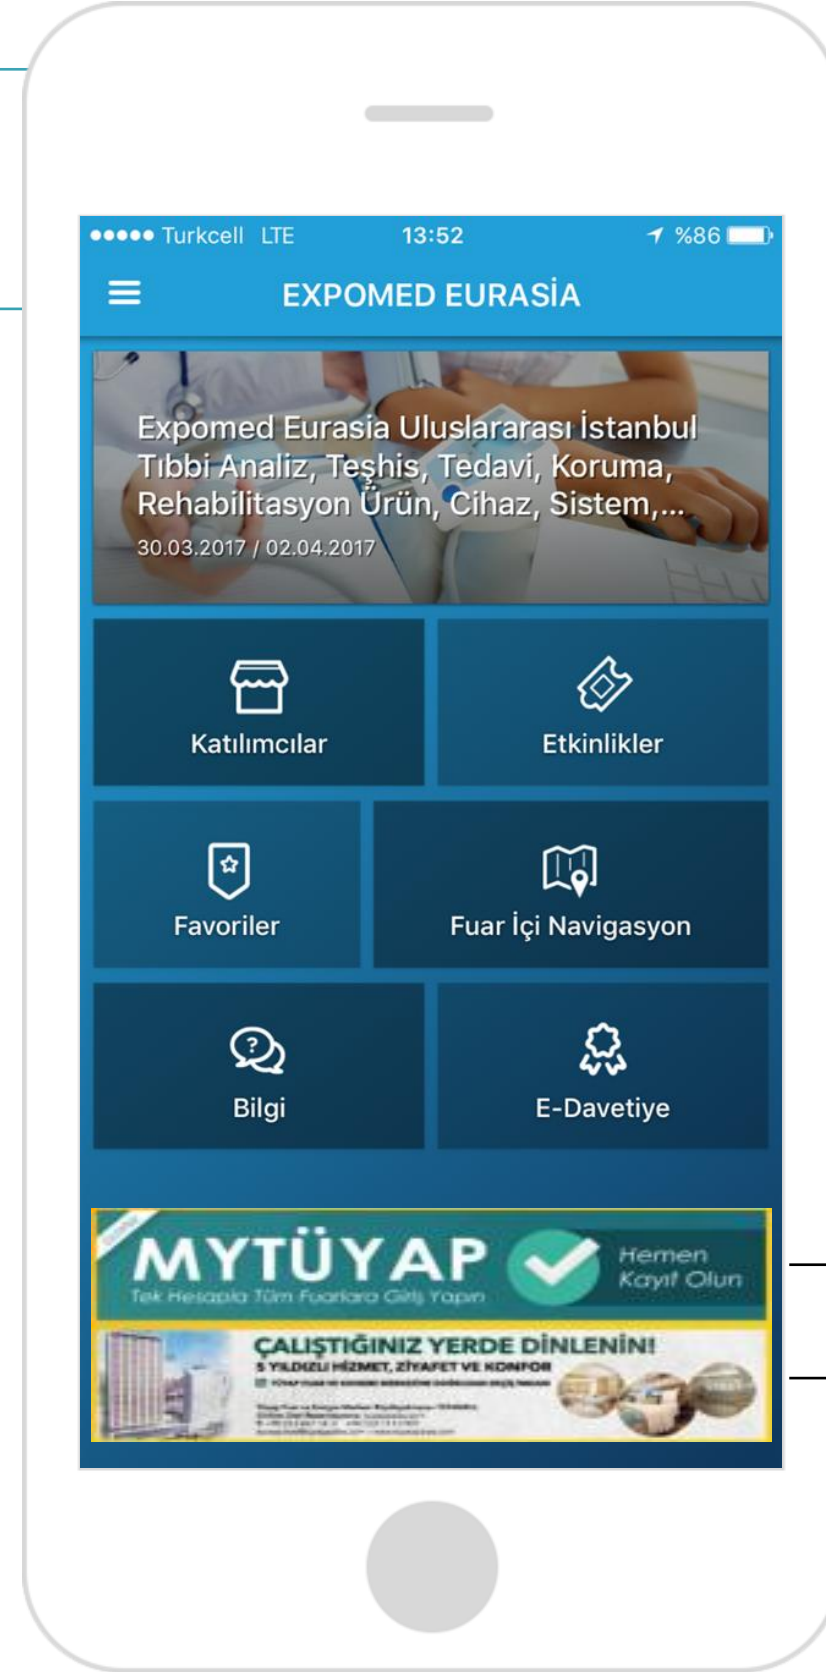 Turkcell LTE 13:52 %86
EXPOMED EURASİA
Expomed Eurasia Uluslararası İstanbul
Tıbbi Analiz, Teşhis, Tedavi, Koruma,
Rehabilitasyon Ürün, Cihaz, Sistem,...
30.03.2017 / 02.04.2017
Katılımcılar
Etkinlikler
Favoriler
Fuar İçi Navigasyon
Bilgi
E-Davetiye
MYTÜYAP
Tek Hesapla Tüm Fuarlara Giriş Yapın
Hemen
Kayıt Olun
ÇALIŞTIĞINIZ YERDE DİNLENİN!
5 YILDIZLI HİZMET, ZİYAFET VE KONFOR